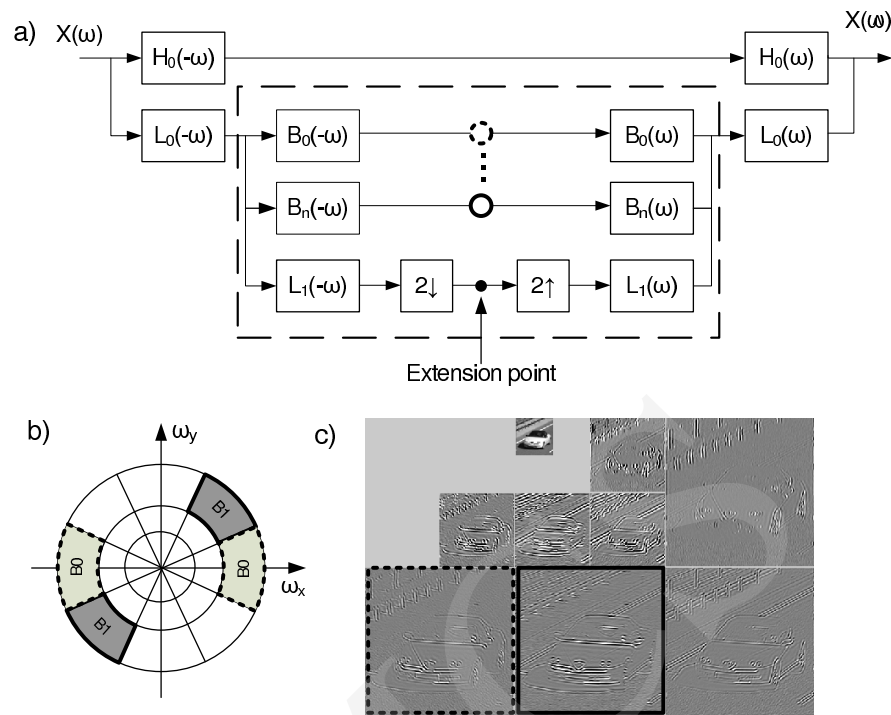 a)
X(ω)
X(ω)
H₀(-ω)
H₀(ω)
L₀(-ω)
L₀(ω)
B₀(-ω)
B₀(ω)
Bₙ(-ω)
Bₙ(ω)
L₁(-ω)
2↓
2↑
L₁(ω)
Extension point
b)
ωy
B1
B0
B0
ωx
B1
c)